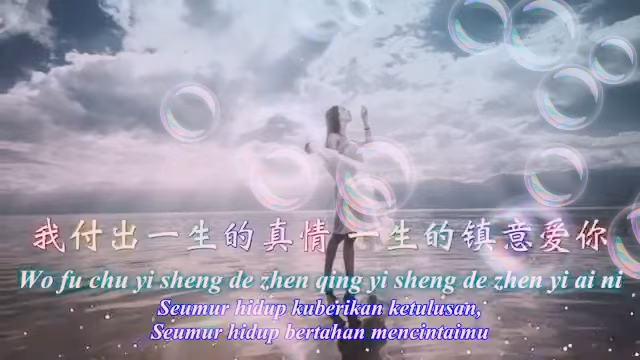 我付出一生的真情 一生的镇意爱你
Wo fu chu yi sheng de zhen qing yi sheng de zhen yi ai ni
Seumur hidup kuberikan ketulusan,
Seumur hidup bertahan mencintaimu